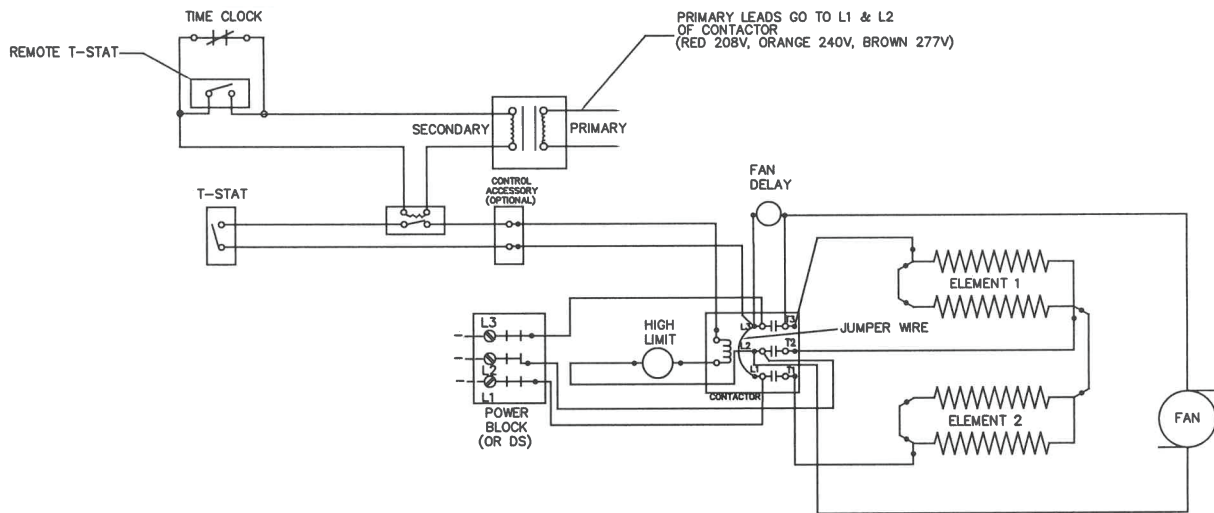 TIME CLOCK
PRIMARY LEADS GO TO L1 & L2
OF CONTACTOR
(RED 208V, ORANGE 240V, BROWN 277V)
REMOTE T-STAT
SECONDARY
PRIMARY
CONTROL
ACCESSORY
(OPTIONAL)
T-STAT
FAN
DELAY
ELEMENT 1
L3
L2
L1
POWER
BLOCK
(OR DS)
HIGH
LIMIT
L3
T3
L2
T2
L1
T1
CONTACTOR
JUMPER WIRE
ELEMENT 2
FAN